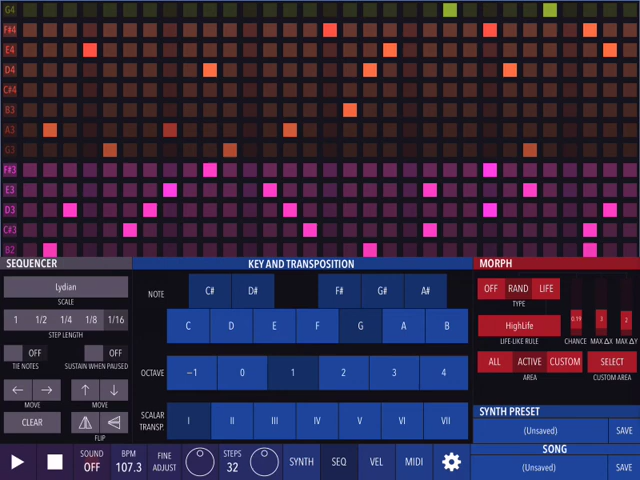 G4
F#4
E4
D4
C#4
B3
A3
G3
F#3
E3
D3
C#3
B2
SEQUENCER
Lydian
SCALE
1 1/2 1/4 1/8 1/16
STEP LENGTH
OFF OFF
TIE NOTES SUSTAIN WHEN PAUSED
MOVE MOVE
CLEAR
FLIP
KEY AND TRANSPOSITION
NOTE C# D# F# G# A#
C D E F G A B
OCTAVE −1 0 1 2 3 4
SCALAR TRANSP. I II III IV V VI VII
MORPH
OFF RAND LIFE
TYPE
HighLife
LIFE-LIKE RULE
0.19 3 2
CHANCE MAX ΔX MAX ΔY
ALL ACTIVE CUSTOM SELECT
AREA CUSTOM AREA
SYNTH PRESET
(Unsaved) SAVE
SONG
(Unsaved) SAVE
SOUND OFF
BPM 107.3
FINE ADJUST
STEPS 32
SYNTH SEQ VEL MIDI